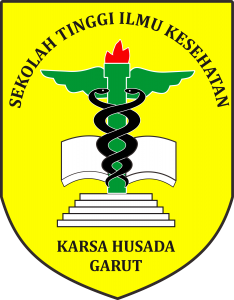 SEKOLAH TINGGI ILMU KESEHATAN
KARSA HUSADA
GARUT